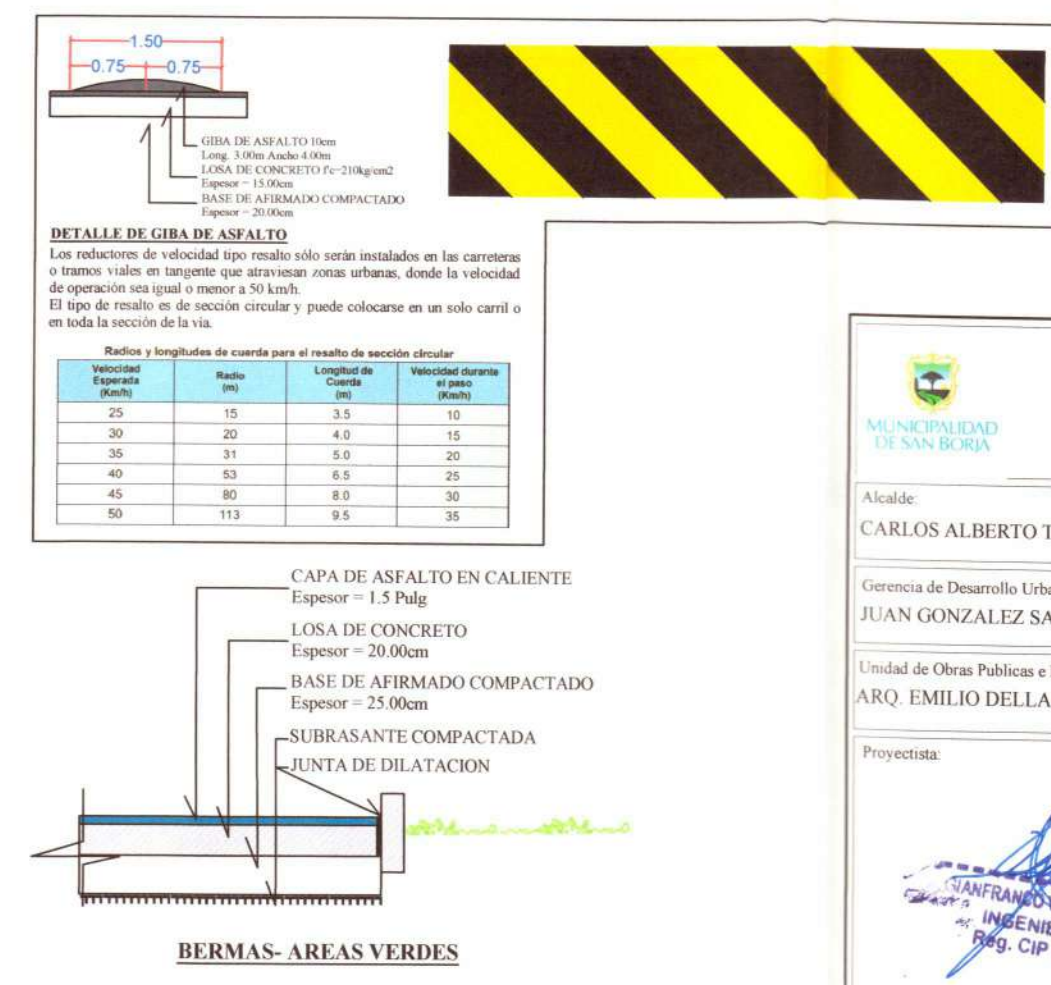 1.50
0.75 0.75
GIBA DE ASFALTO 10cm
Long. 3.00m Ancho 4.00m
LOSA DE CONCRETO f'c=210kg/cm2
Espesor = 15.00cm
BASE DE AFIRMADO COMPACTADO
Espesor = 20.00cm
DETALLE DE GIBA DE ASFALTO
Los reductores de velocidad tipo resalto sólo serán instalados en las carreteras
o tramos viales en tangente que atraviesan zonas urbanas, donde la velocidad
de operación sea igual o menor a 50 km/h.
El tipo de resalto es de sección circular y puede colocarse en un solo carril o
en toda la sección de la via.
Radios y longitudes de cuerda para el resalto de sección circular
Velocidad Esperada (Km/h) Radio (m) Longitud de Cuerda (m) Velocidad durante el paso (Km/h)
25 15 3.5 10
30 20 4.0 15
35 31 5.0 20
40 53 6.5 25
45 80 8.0 30
50 113 9.5 35
CAPA DE ASFALTO EN CALIENTE
Espesor = 1.5 Pulg
LOSA DE CONCRETO
Espesor = 20.00cm
BASE DE AFIRMADO COMPACTADO
Espesor = 25.00cm
SUBRASANTE COMPACTADA
JUNTA DE DILATACION
BERMAS- AREAS VERDES
MUNICIPALIDAD
DE SAN BORJA
Alcalde:
CARLOS ALBERTO T
Gerencia de Desarrollo Urba
JUAN GONZALEZ SA
Unidad de Obras Publicas e
ARQ. EMILIO DELLA
Proyectista:
GIANFRANCO
INGENIE
Reg. CIP